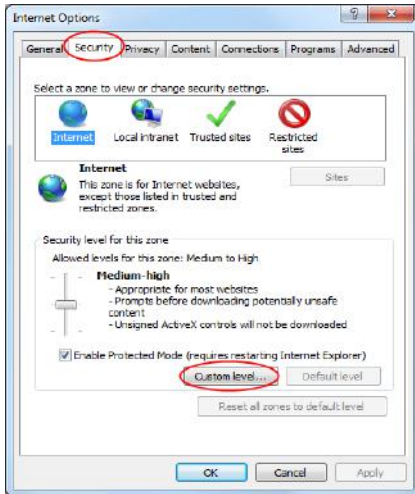 Internet Options
General Security Privacy Content Connections Programs Advanced
Select a zone to view or change security settings.
Internet Local intranet Trusted sites Restricted
sites
Internet
Sites
This zone is for Internet websites,
except those listed in trusted and
restricted zones.
Security level for this zone
Allowed levels for this zone: Medium to High
Medium-high
- Appropriate for most websites
- Prompts before downloading potentially unsafe
content
- Unsigned ActiveX controls will not be downloaded
Enable Protected Mode (requires restarting Internet Explorer)
Custom level... Default level
Reset all zones to default level
OK Cancel Apply